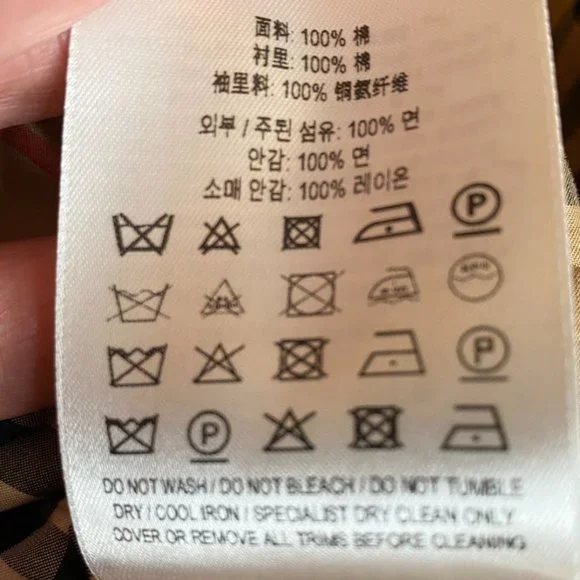 面料: 100% 棉
衬里: 100% 棉
袖里料: 100% 铜氨纤维
외부 / 주된 섬유: 100% 면
안감: 100% 면
소매 안감: 100% 레이온
P
P
P
DO NOT WASH / DO NOT BLEACH / DO NOT TUMBLE
DRY / COOL IRON / SPECIALIST DRY CLEAN ONLY
COVER OR REMOVE ALL TRIMS BEFORE CLEANING